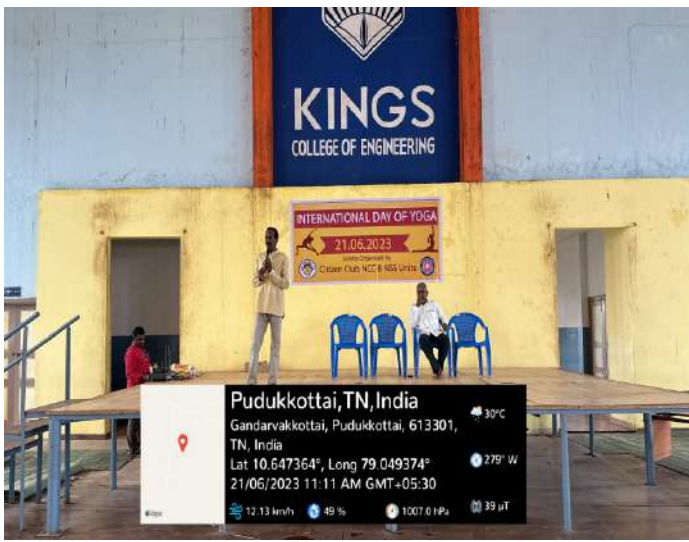 KINGS
COLLEGE OF ENGINEERING
INTERNATIONAL DAY OF YOGA
21.06.2023
Citizen Club, NCC & NSS Units
Pudukkottai,TN,India
Gandarvakkottai, Pudukkottai, 613301,
TN, India
Lat 10.647364°, Long 79.049374°
21/06/2023 11:11 AM GMT+05:30
12.13 km/h
49 %
1007.0 hPa
30°C
279° W
39 µT